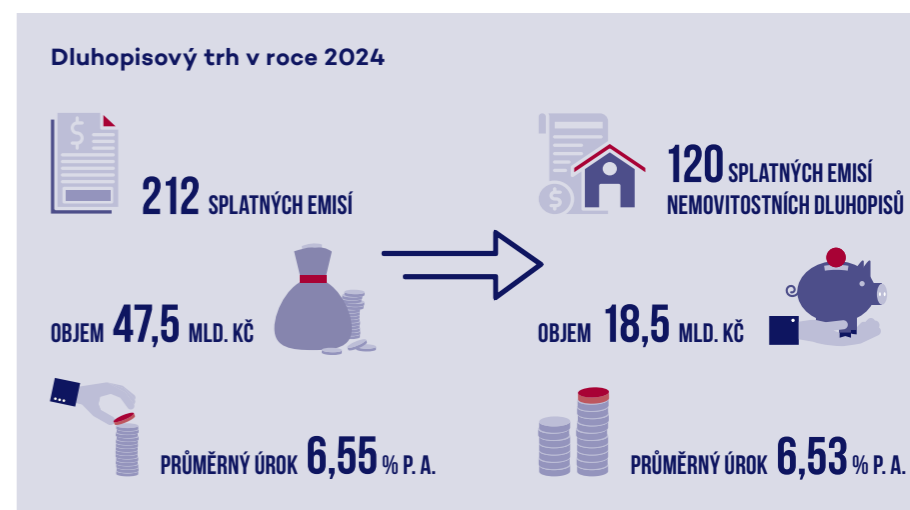 Dluhopisový trh v roce 2024
212 SPLATNÝCH EMISÍ
OBJEM 47,5 MLD. KČ
PRŮMĚRNÝ ÚROK 6,55 % P. A.
120 SPLATNÝCH EMISÍ
NEMOVITOSTNÍCH DLUHOPISŮ
OBJEM 18,5 MLD. KČ
PRŮMĚRNÝ ÚROK 6,53 % P. A.